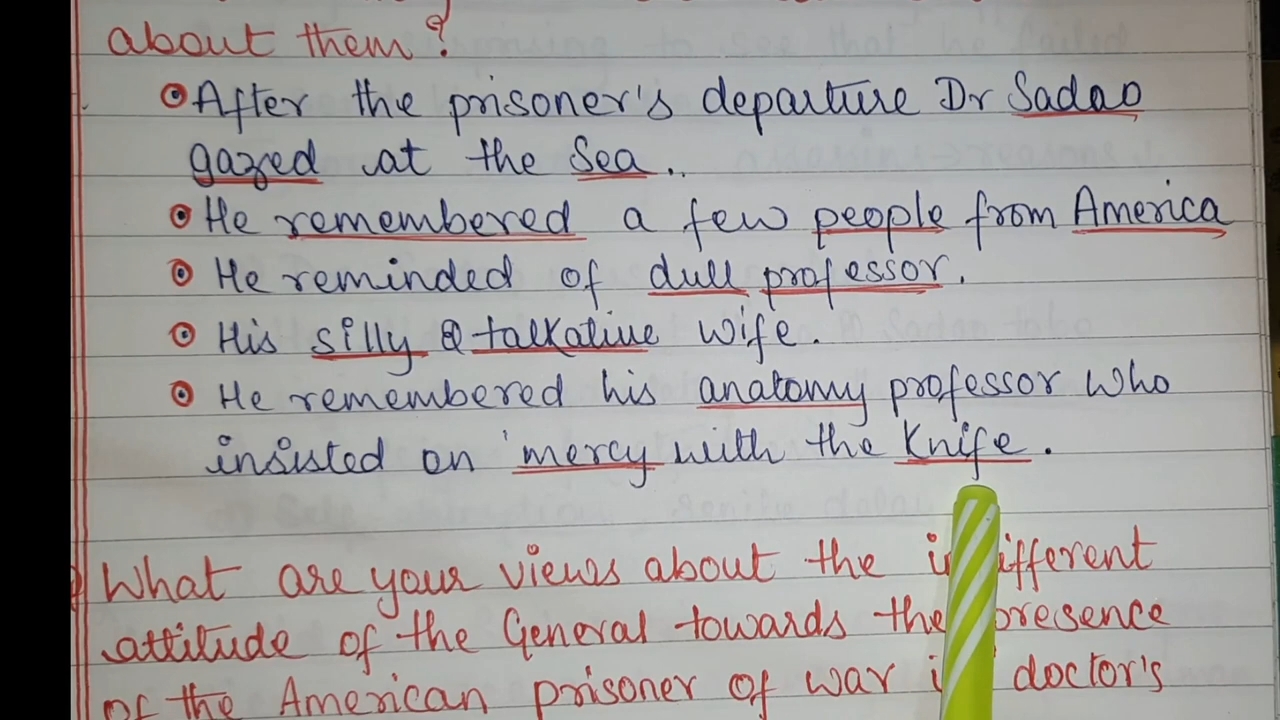 about them?
After the prisoner's departure Dr Sadao
gazed at the Sea..
He remembered a few people from America
He reminded of dull professor.
His silly & talkative wife.
He remembered his anatomy professor who
insisted on 'mercy with the knife.
What are your views about the
attitude of the General towards the
of the American prisoner of war doctor's